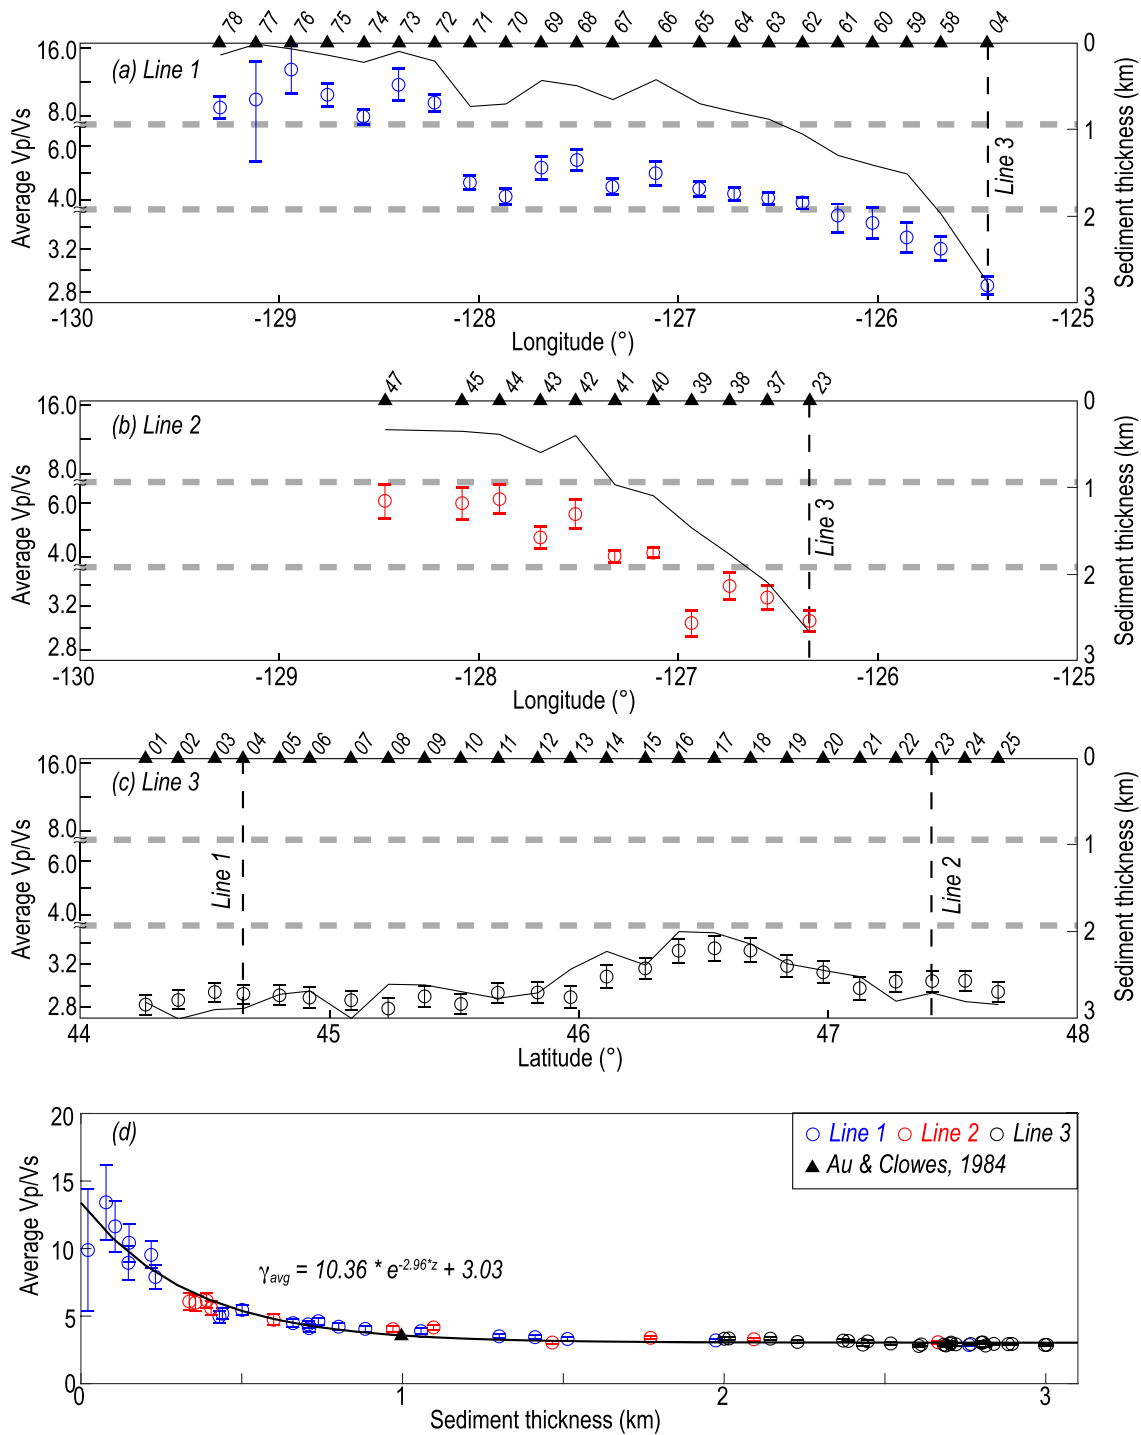 78 77 76 75 74 73 72 71 70 69 68 67 66 65 64 63 62 61 60 59 58 04
(a) Line 1
16.0
8.0
6.0
4.0
3.2
2.8
Average Vp/Vs
0
1
2
3
Sediment thickness (km)
Line 3
-130 -129 -128 -127 -126 -125
Longitude (°)
47 45 44 43 42 41 40 39 38 37 23
(b) Line 2
16.0
8.0
6.0
4.0
3.2
2.8
Average Vp/Vs
0
1
2
3
Sediment thickness (km)
Line 3
-130 -129 -128 -127 -126 -125
Longitude (°)
01 02 03 04 05 06 07 08 09 10 11 12 13 14 15 16 17 18 19 20 21 22 23 24 25
(c) Line 3
16.0
8.0
6.0
4.0
3.2
2.8
Average Vp/Vs
0
1
2
3
Sediment thickness (km)
Line 1
Line 2
44 45 46 47 48
Latitude (°)
(d)
20
15
10
5
0
Average Vp/Vs
Line 1 Line 2 Line 3
Au & Clowes, 1984
γavg = 10.36 * e-2.96*z + 3.03
0 1 2 3
Sediment thickness (km)